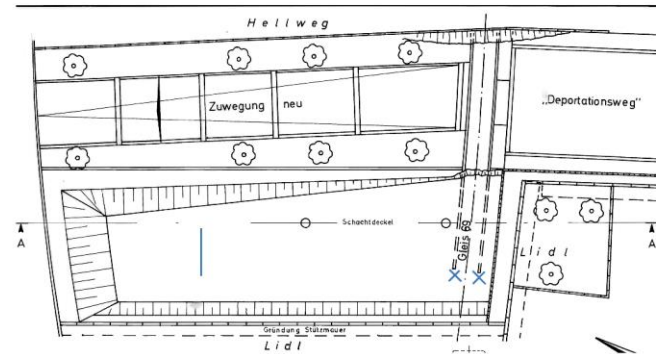 Hellweg
Zuwegung neu
„Deportationsweg"
Schachtdeckel
A
A
Gleis 69
Lidl
Gründung Stützmauer
Lidl